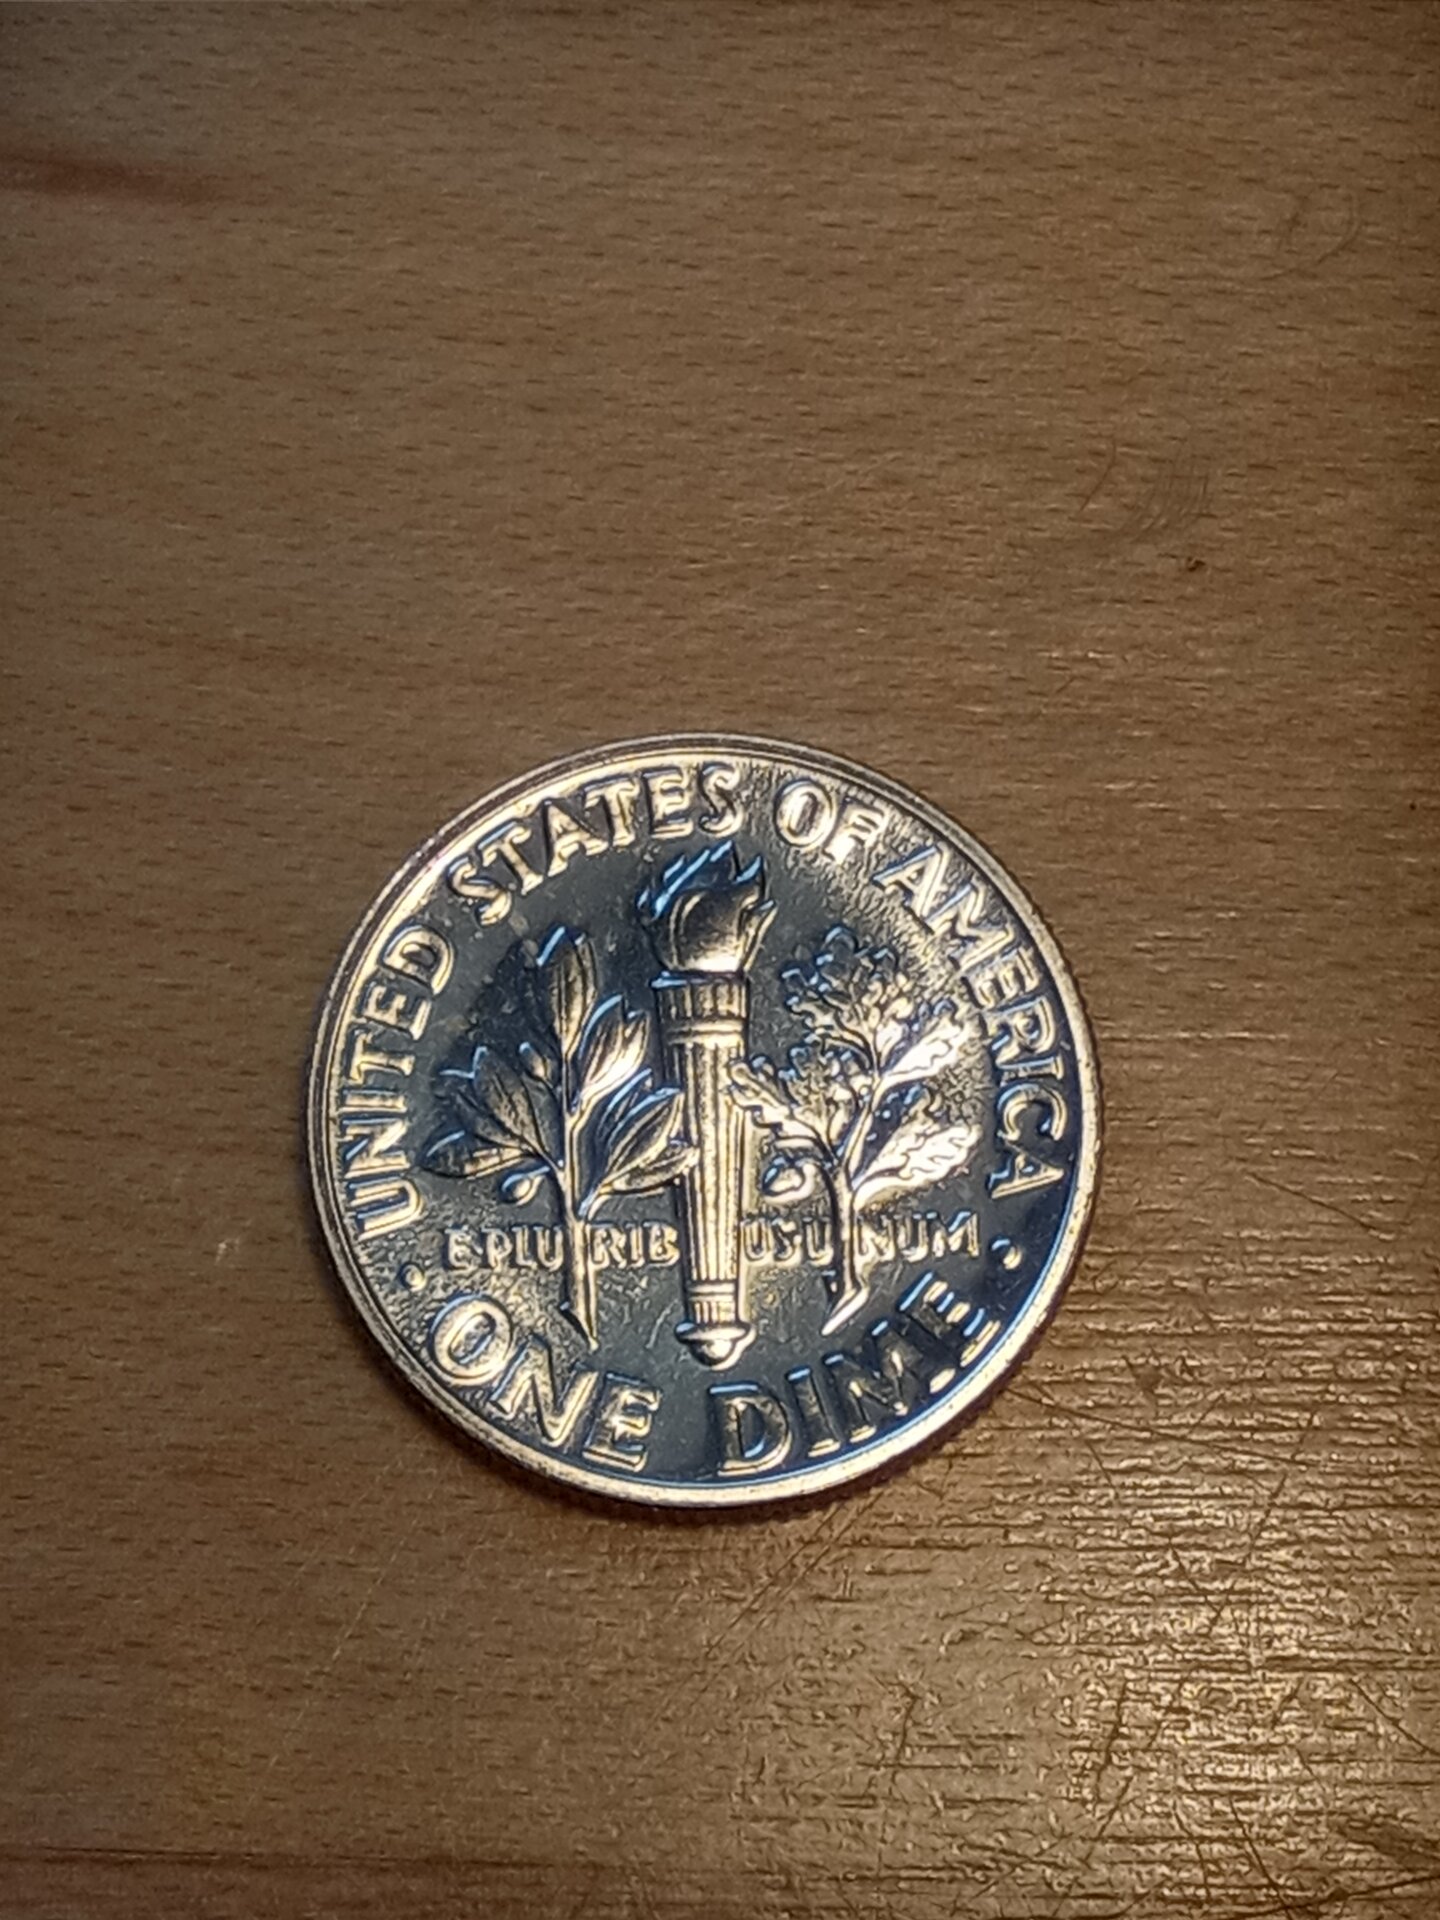 UNITED STATES OF AMERICA
E PLURIBUS UNUM
· ONE DIME ·